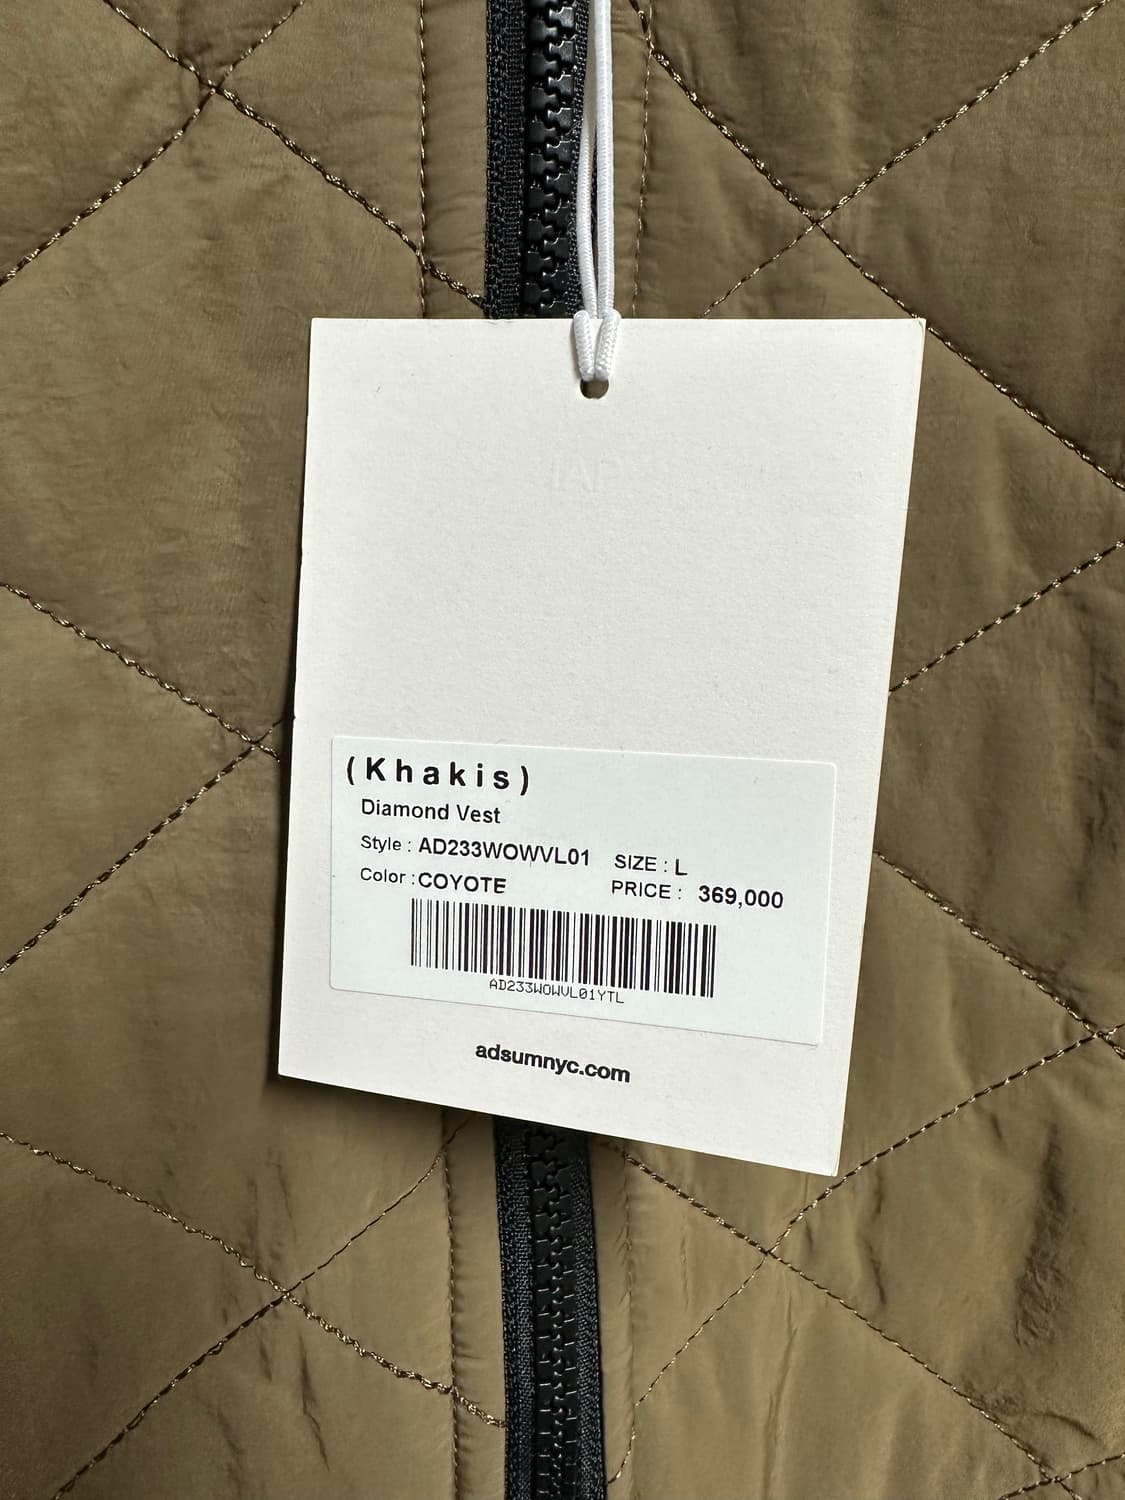 (Khakis)
Diamond Vest
Style : AD233WOWVL01 SIZE : L
Color : COYOTE PRICE : 369,000
AD233WOWVL01YTL
adsumnyc.com